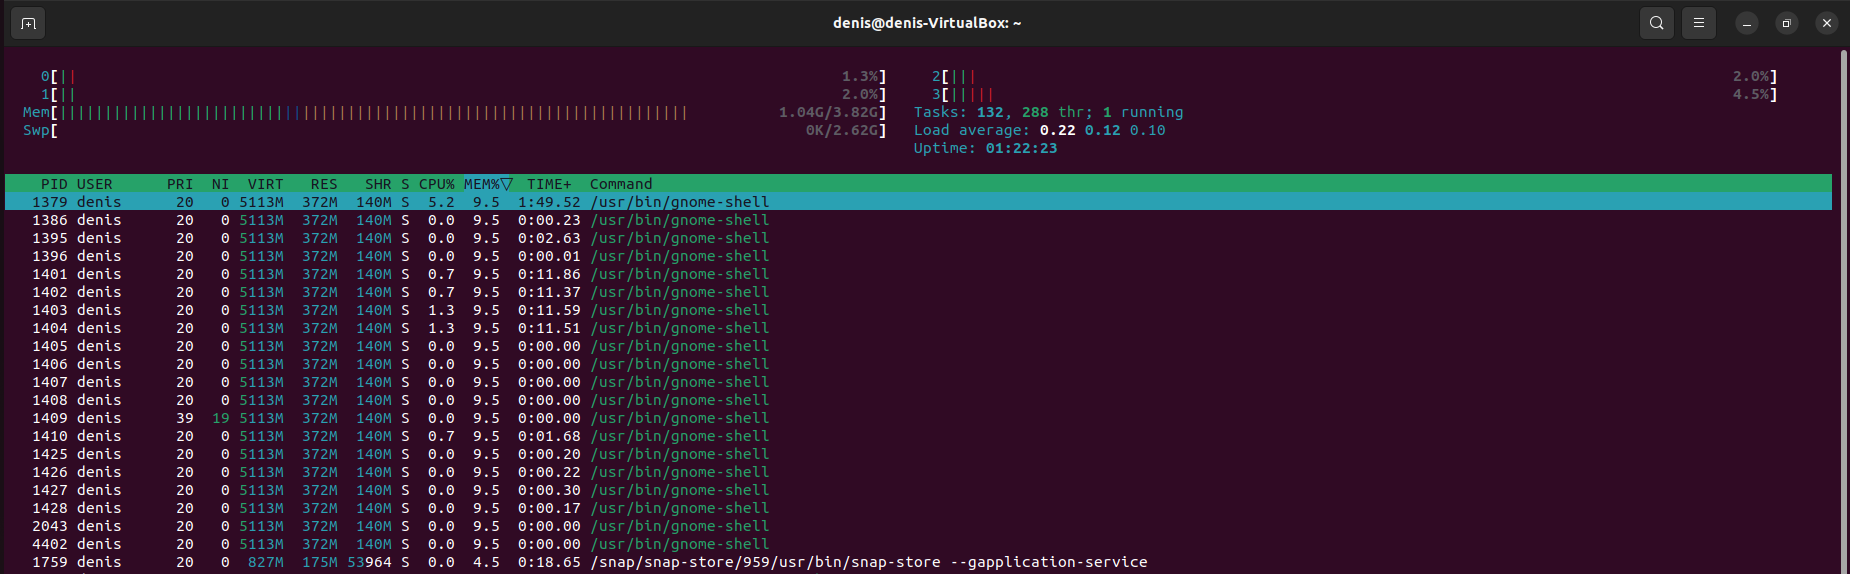 denis@denis-VirtualBox: ~
0[|| 1.3%] 2[||| 2.0%]
1[|| 2.0%] 3[||||| 4.5%]
Mem[|||||||||||||||||||||||||||||||||||||||||||||||||||||||||||||||||||||| 1.04G/3.82G] Tasks: 132, 288 thr; 1 running
Swp[ 0K/2.62G] Load average: 0.22 0.12 0.10
Uptime: 01:22:23
PID USER PRI NI VIRT RES SHR S CPU% MEM%▽ TIME+ Command
1379 denis 20 0 5113M 372M 140M S 5.2 9.5 1:49.52 /usr/bin/gnome-shell
1386 denis 20 0 5113M 372M 140M S 0.0 9.5 0:00.23 /usr/bin/gnome-shell
1395 denis 20 0 5113M 372M 140M S 0.0 9.5 0:02.63 /usr/bin/gnome-shell
1396 denis 20 0 5113M 372M 140M S 0.0 9.5 0:00.01 /usr/bin/gnome-shell
1401 denis 20 0 5113M 372M 140M S 0.7 9.5 0:11.86 /usr/bin/gnome-shell
1402 denis 20 0 5113M 372M 140M S 0.7 9.5 0:11.37 /usr/bin/gnome-shell
1403 denis 20 0 5113M 372M 140M S 1.3 9.5 0:11.59 /usr/bin/gnome-shell
1404 denis 20 0 5113M 372M 140M S 1.3 9.5 0:11.51 /usr/bin/gnome-shell
1405 denis 20 0 5113M 372M 140M S 0.0 9.5 0:00.00 /usr/bin/gnome-shell
1406 denis 20 0 5113M 372M 140M S 0.0 9.5 0:00.00 /usr/bin/gnome-shell
1407 denis 20 0 5113M 372M 140M S 0.0 9.5 0:00.00 /usr/bin/gnome-shell
1408 denis 20 0 5113M 372M 140M S 0.0 9.5 0:00.00 /usr/bin/gnome-shell
1409 denis 39 19 5113M 372M 140M S 0.0 9.5 0:00.00 /usr/bin/gnome-shell
1410 denis 20 0 5113M 372M 140M S 0.7 9.5 0:01.68 /usr/bin/gnome-shell
1425 denis 20 0 5113M 372M 140M S 0.0 9.5 0:00.20 /usr/bin/gnome-shell
1426 denis 20 0 5113M 372M 140M S 0.0 9.5 0:00.22 /usr/bin/gnome-shell
1427 denis 20 0 5113M 372M 140M S 0.0 9.5 0:00.30 /usr/bin/gnome-shell
1428 denis 20 0 5113M 372M 140M S 0.0 9.5 0:00.17 /usr/bin/gnome-shell
2043 denis 20 0 5113M 372M 140M S 0.0 9.5 0:00.00 /usr/bin/gnome-shell
4402 denis 20 0 5113M 372M 140M S 0.0 9.5 0:00.00 /usr/bin/gnome-shell
1759 denis 20 0 827M 175M 53964 S 0.0 4.5 0:18.65 /snap/snap-store/959/usr/bin/snap-store --gapplication-service